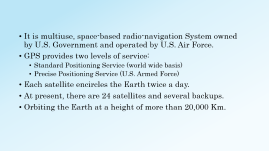 • It is multiuse, space-based radio-navigation System owned
by U.S. Government and operated by U.S. Air Force.
• GPS provides two levels of service:
• Standard Positioning Service (world wide basis)
• Precise Positioning Service (U.S. Armed Force)
• Each satellite encircles the Earth twice a day.
• At present, there are 24 satellites and several backups.
• Orbiting the Earth at a height of more than 20,000 Km.